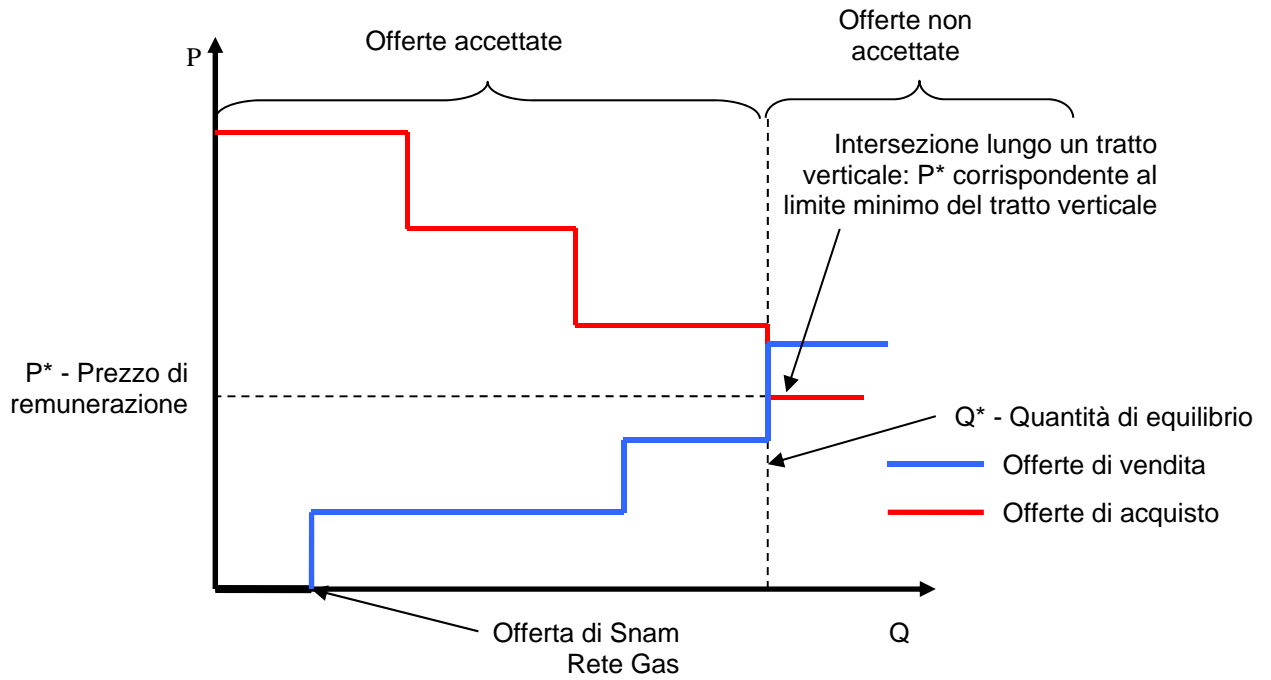 Offerte accettate
Offerte non
accettate
P
Intersezione lungo un tratto
verticale: P* corrispondente al
limite minimo del tratto verticale
P* - Prezzo di
remunerazione
Q* - Quantità di equilibrio
Offerte di vendita
Offerte di acquisto
Offerta di Snam
Rete Gas
Q